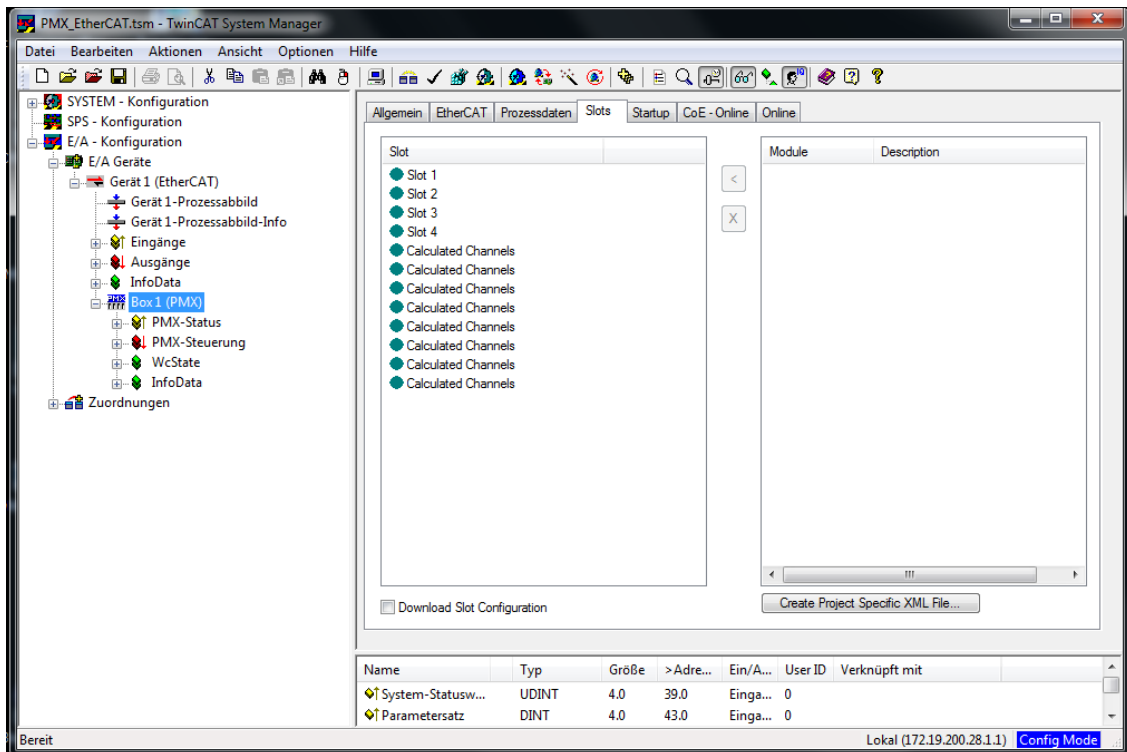 PMX_EtherCAT.tsm - TwinCAT System Manager
Datei Bearbeiten Aktionen Ansicht Optionen Hilfe
SYSTEM - Konfiguration
SPS - Konfiguration
E/A - Konfiguration
E/A Geräte
Gerät 1 (EtherCAT)
Gerät 1-Prozessabbild
Gerät 1-Prozessabbild-Info
Eingänge
Ausgänge
InfoData
Box 1 (PMX)
PMX-Status
PMX-Steuerung
WcState
InfoData
Zuordnungen
Allgemein EtherCAT Prozessdaten Slots Startup CoE - Online Online
Slot
Slot 1
Slot 2
Slot 3
Slot 4
Calculated Channels
Calculated Channels
Calculated Channels
Calculated Channels
Calculated Channels
Calculated Channels
Calculated Channels
Calculated Channels
<
X
Module Description
Download Slot Configuration
Create Project Specific XML File...
Name Typ Größe >Adre... Ein/A... User ID Verknüpft mit
System-Statusw... UDINT 4.0 39.0 Einga... 0
Parametersatz DINT 4.0 43.0 Einga... 0
Bereit Lokal (172.19.200.28.1.1) Config Mode